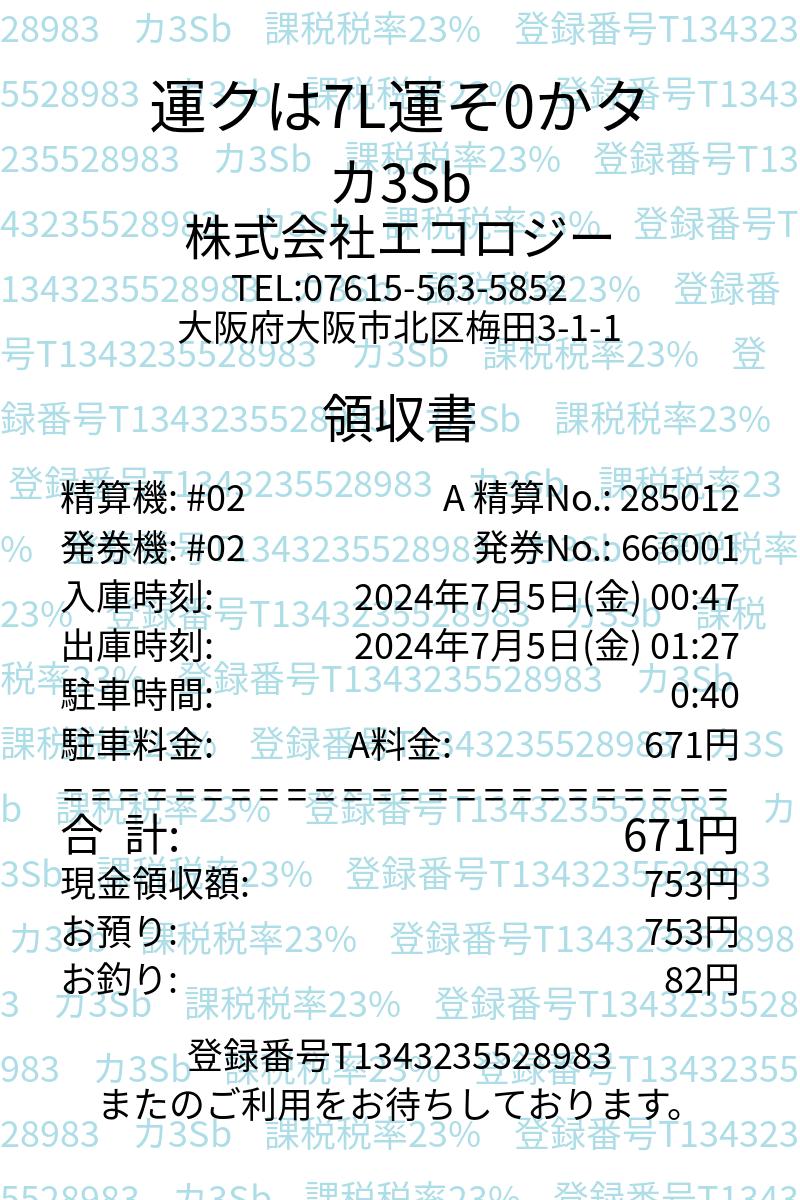 運クは7L運そ0かタ
カ3Sb
株式会社エコロジー
TEL:07615-563-5852
大阪府大阪市北区梅田3-1-1
領収書
精算機: #02 A 精算No.: 285012
発券機: #02 発券No.: 666001
入庫時刻: 2024年7月5日(金) 00:47
出庫時刻: 2024年7月5日(金) 01:27
駐車時間: 0:40
駐車料金: A料金: 671円
========================
合 計: 671円
現金領収額: 753円
お預り: 753円
お釣り: 82円
登録番号T1343235528983
またのご利用をお待ちしております。